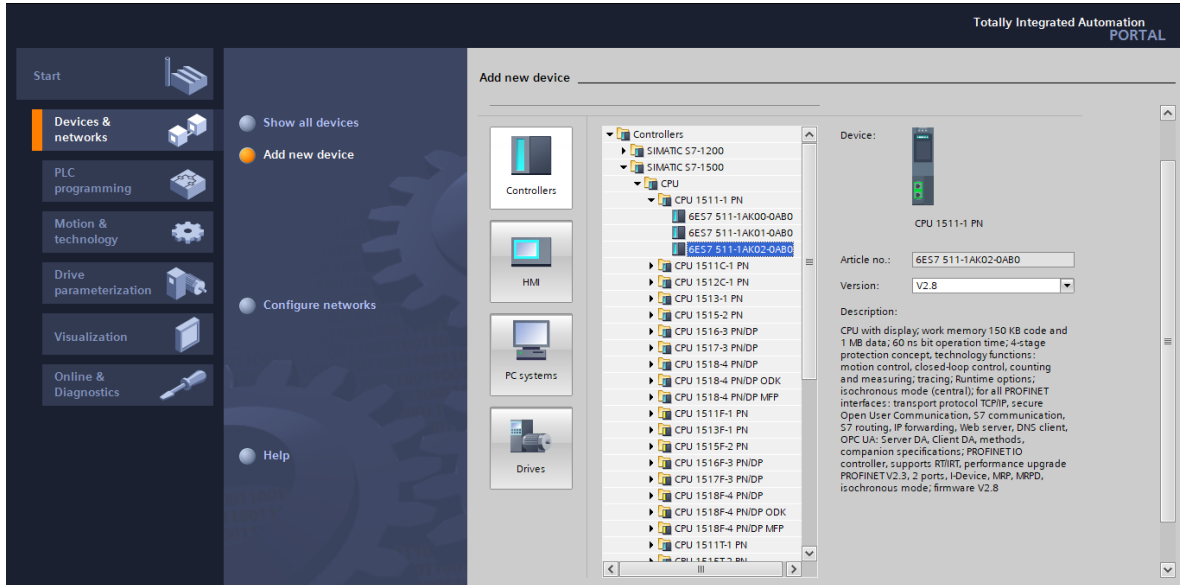 Totally Integrated Automation
PORTAL
Start
Devices &
networks
PLC
programming
Motion &
technology
Drive
parameterization
Visualization
Online &
Diagnostics
Show all devices
Add new device
Configure networks
Help
Add new device
Controllers
HMI
PC systems
Drives
Controllers
SIMATIC S7-1200
SIMATIC S7-1500
CPU
CPU 1511-1 PN
6ES7 511-1AK00-0AB0
6ES7 511-1AK01-0AB0
6ES7 511-1AK02-0AB0
CPU 1511C-1 PN
CPU 1512C-1 PN
CPU 1513-1 PN
CPU 1515-2 PN
CPU 1516-3 PN/DP
CPU 1517-3 PN/DP
CPU 1518-4 PN/DP
CPU 1518-4 PN/DP ODK
CPU 1518-4 PN/DP MFP
CPU 1511F-1 PN
CPU 1513F-1 PN
CPU 1515F-2 PN
CPU 1516F-3 PN/DP
CPU 1517F-3 PN/DP
CPU 1518F-4 PN/DP
CPU 1518F-4 PN/DP ODK
CPU 1518F-4 PN/DP MFP
CPU 1511T-1 PN
CPU 1515T-2 PN
Device:
CPU 1511-1 PN
Article no.: 6ES7 511-1AK02-0AB0
Version: V2.8
Description:
CPU with display; work memory 150 KB code and
1 MB data; 60 ns bit operation time; 4-stage
protection concept, technology functions:
motion control, closed-loop control, counting
and measuring; tracing; Runtime options;
isochronous mode (central); for all PROFINET
interfaces: transport protocol TCP/IP, secure
Open User Communication, S7 communication,
S7 routing, IP forwarding, Web server, DNS client,
OPC UA: Server DA, Client DA, methods,
companion specifications; PROFINET IO
controller, supports RT/IRT, performance upgrade
PROFINET V2.3, 2 ports, I-Device, MRP, MRPD,
isochronous mode; firmware V2.8